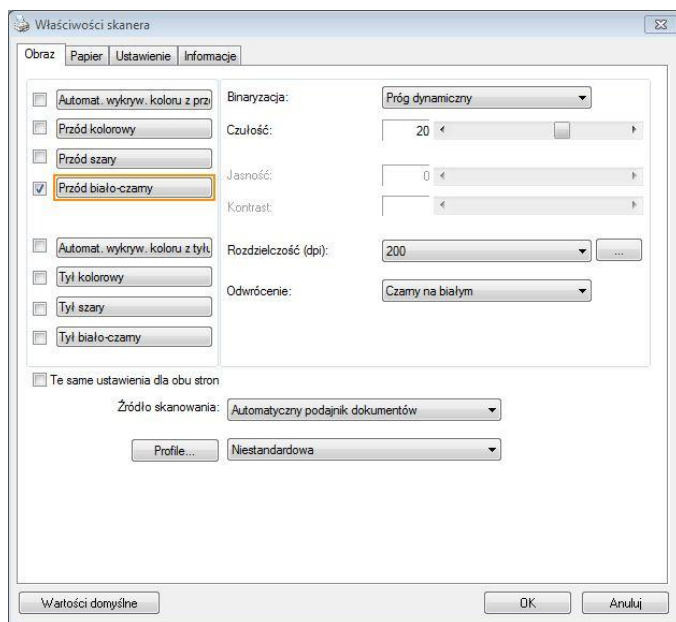 Właściwości skanera
Obraz Papier Ustawienie Informacje
Automat. wykryw. koloru z prze
Przód kolorowy
Przód szary
Przód biało-czarny
Automat. wykryw. koloru z tyłu
Tył kolorowy
Tył szary
Tył biało-czarny
Binaryzacja: Próg dynamiczny
Czułość: 20
Jasność: 0
Kontrast:
Rozdzielczość (dpi): 200 ...
Odwrócenie: Czarny na białym
Te same ustawienia dla obu stron
Źródło skanowania: Automatyczny podajnik dokumentów
Profile... Niestandardowa
Wartości domyślne OK Anuluj